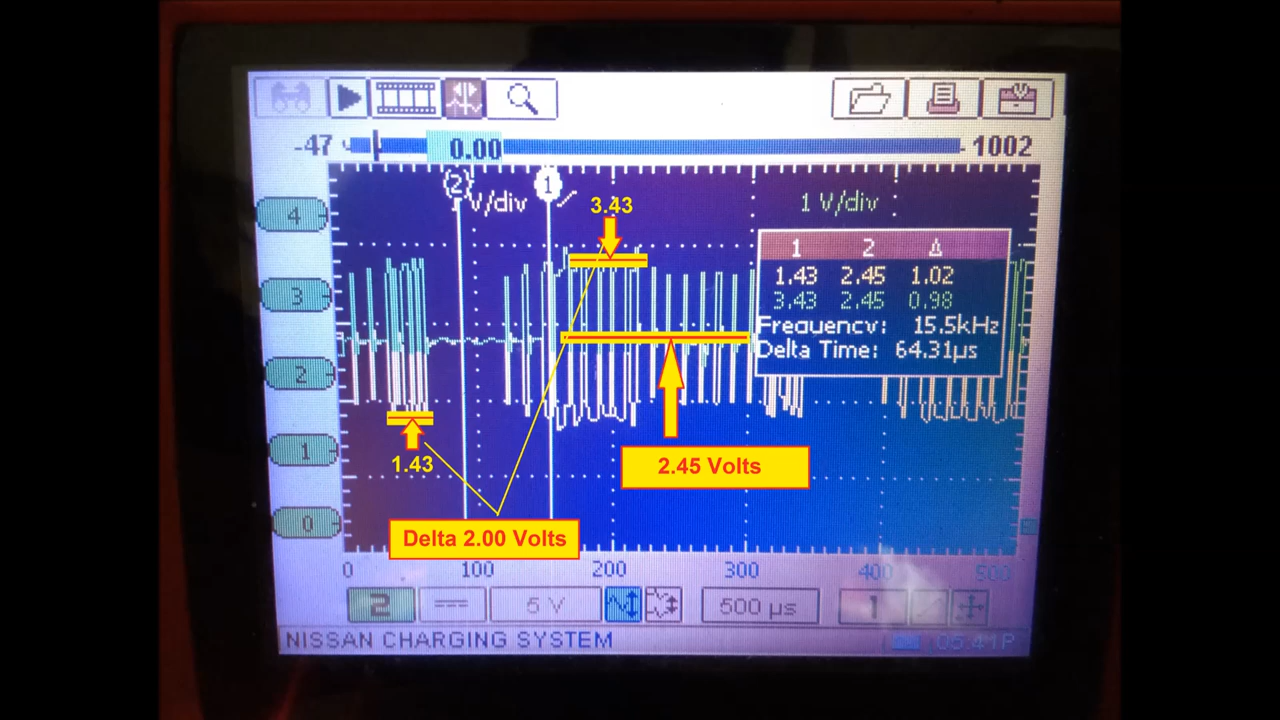 -47
0.00
1002
2
1
V/div
3.43
1 V/div
4
3
2
1
0
1 2 Δ
1.43 2.45 1.02
3.43 2.45 0.98
Frequency: 15.5kHz
Delta Time: 64.31µs
1.43
2.45 Volts
Delta 2.00 Volts
0 100 200 300 400 500
2 5 V 500 µs 1
NISSAN CHARGING SYSTEM